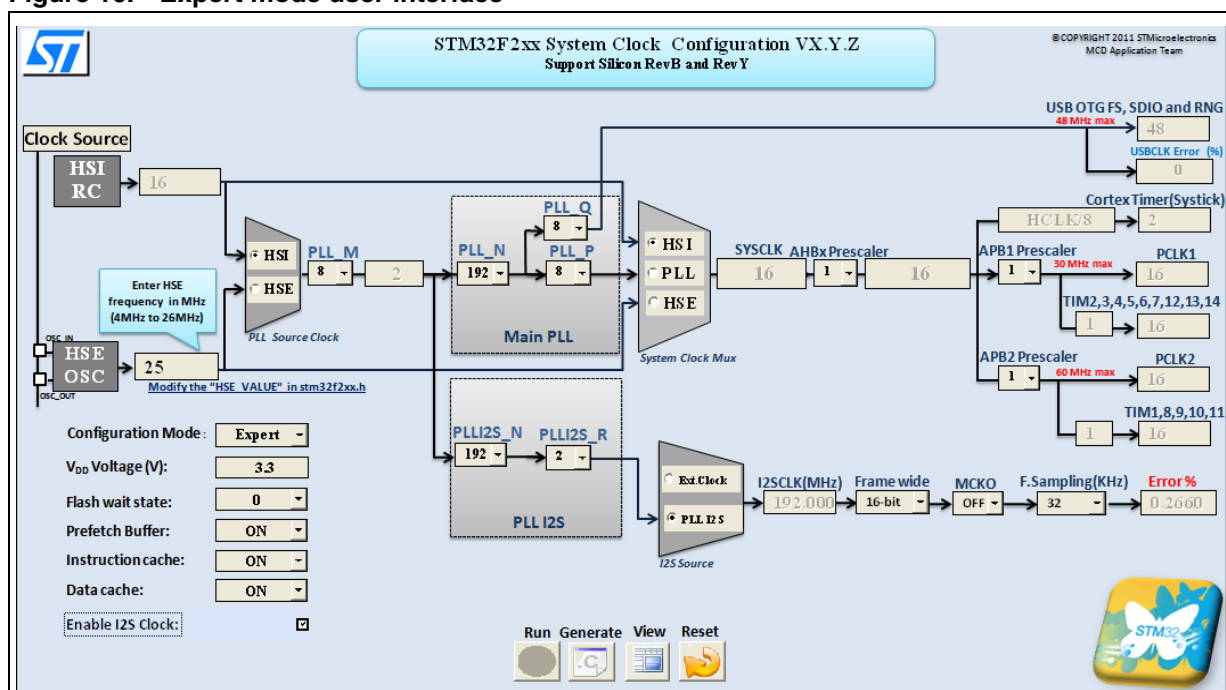 Figure 16. Expert mode user interface
STM32F2xx System Clock Configuration VX.Y.Z
Support Silicon RevB and RevY
©COPYRIGHT 2011 STMicroelectronics
MCD Application Team
ST
USB OTG FS, SDIO and RNG
48 MHz max
48
USBCLK Error (%)
0
Clock Source
HSI
RC
16
Cortex Timer(Systick)
HCLK/8
2
PLL_M
HSI
HSE
8
2
PLL Source Clock
PLL_N
192
PLL_Q
8
PLL_P
8
Main PLL
HSI
PLL
HSE
System Clock Mux
SYSCLK
16
AHBx Prescaler
1
16
APB1 Prescaler
1
30 MHz max
PCLK1
16
TIM2,3,4,5,6,7,12,13,14
1
16
APB2 Prescaler
1
60 MHz max
PCLK2
16
TIM1,8,9,10,11
1
16
Enter HSE
frequency in MHz
(4MHz to 26MHz)
OSC_IN
HSE
OSC
OSC_OUT
25
Modify the "HSE_VALUE" in stm32f2xx.h
Configuration Mode:
Expert
VDD Voltage (V):
3.3
Flash wait state:
0
Prefetch Buffer:
ON
Instruction cache:
ON
Data cache:
ON
Enable I2S Clock:
PLLI2S_N
192
PLLI2S_R
2
PLL I2S
Ext.Clock
PLL I2S
I2S Source
I2SCLK(MHz)
192.000
Frame wide
16-bit
MCKO
OFF
F.Sampling(KHz)
32
Error %
0.2660
Run
Generate
View
Reset
.C
STM32